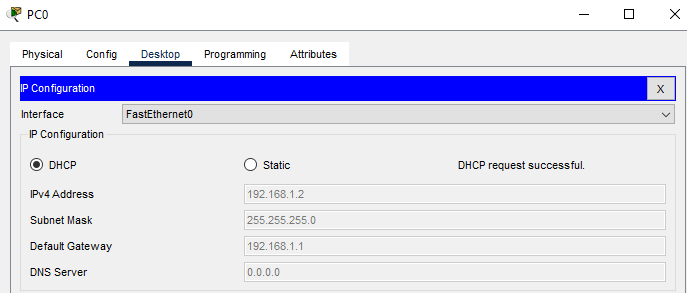 PC0
Physical Config Desktop Programming Attributes
IP Configuration X
Interface FastEthernet0
IP Configuration
DHCP Static DHCP request successful.
IPv4 Address 192.168.1.2
Subnet Mask 255.255.255.0
Default Gateway 192.168.1.1
DNS Server 0.0.0.0